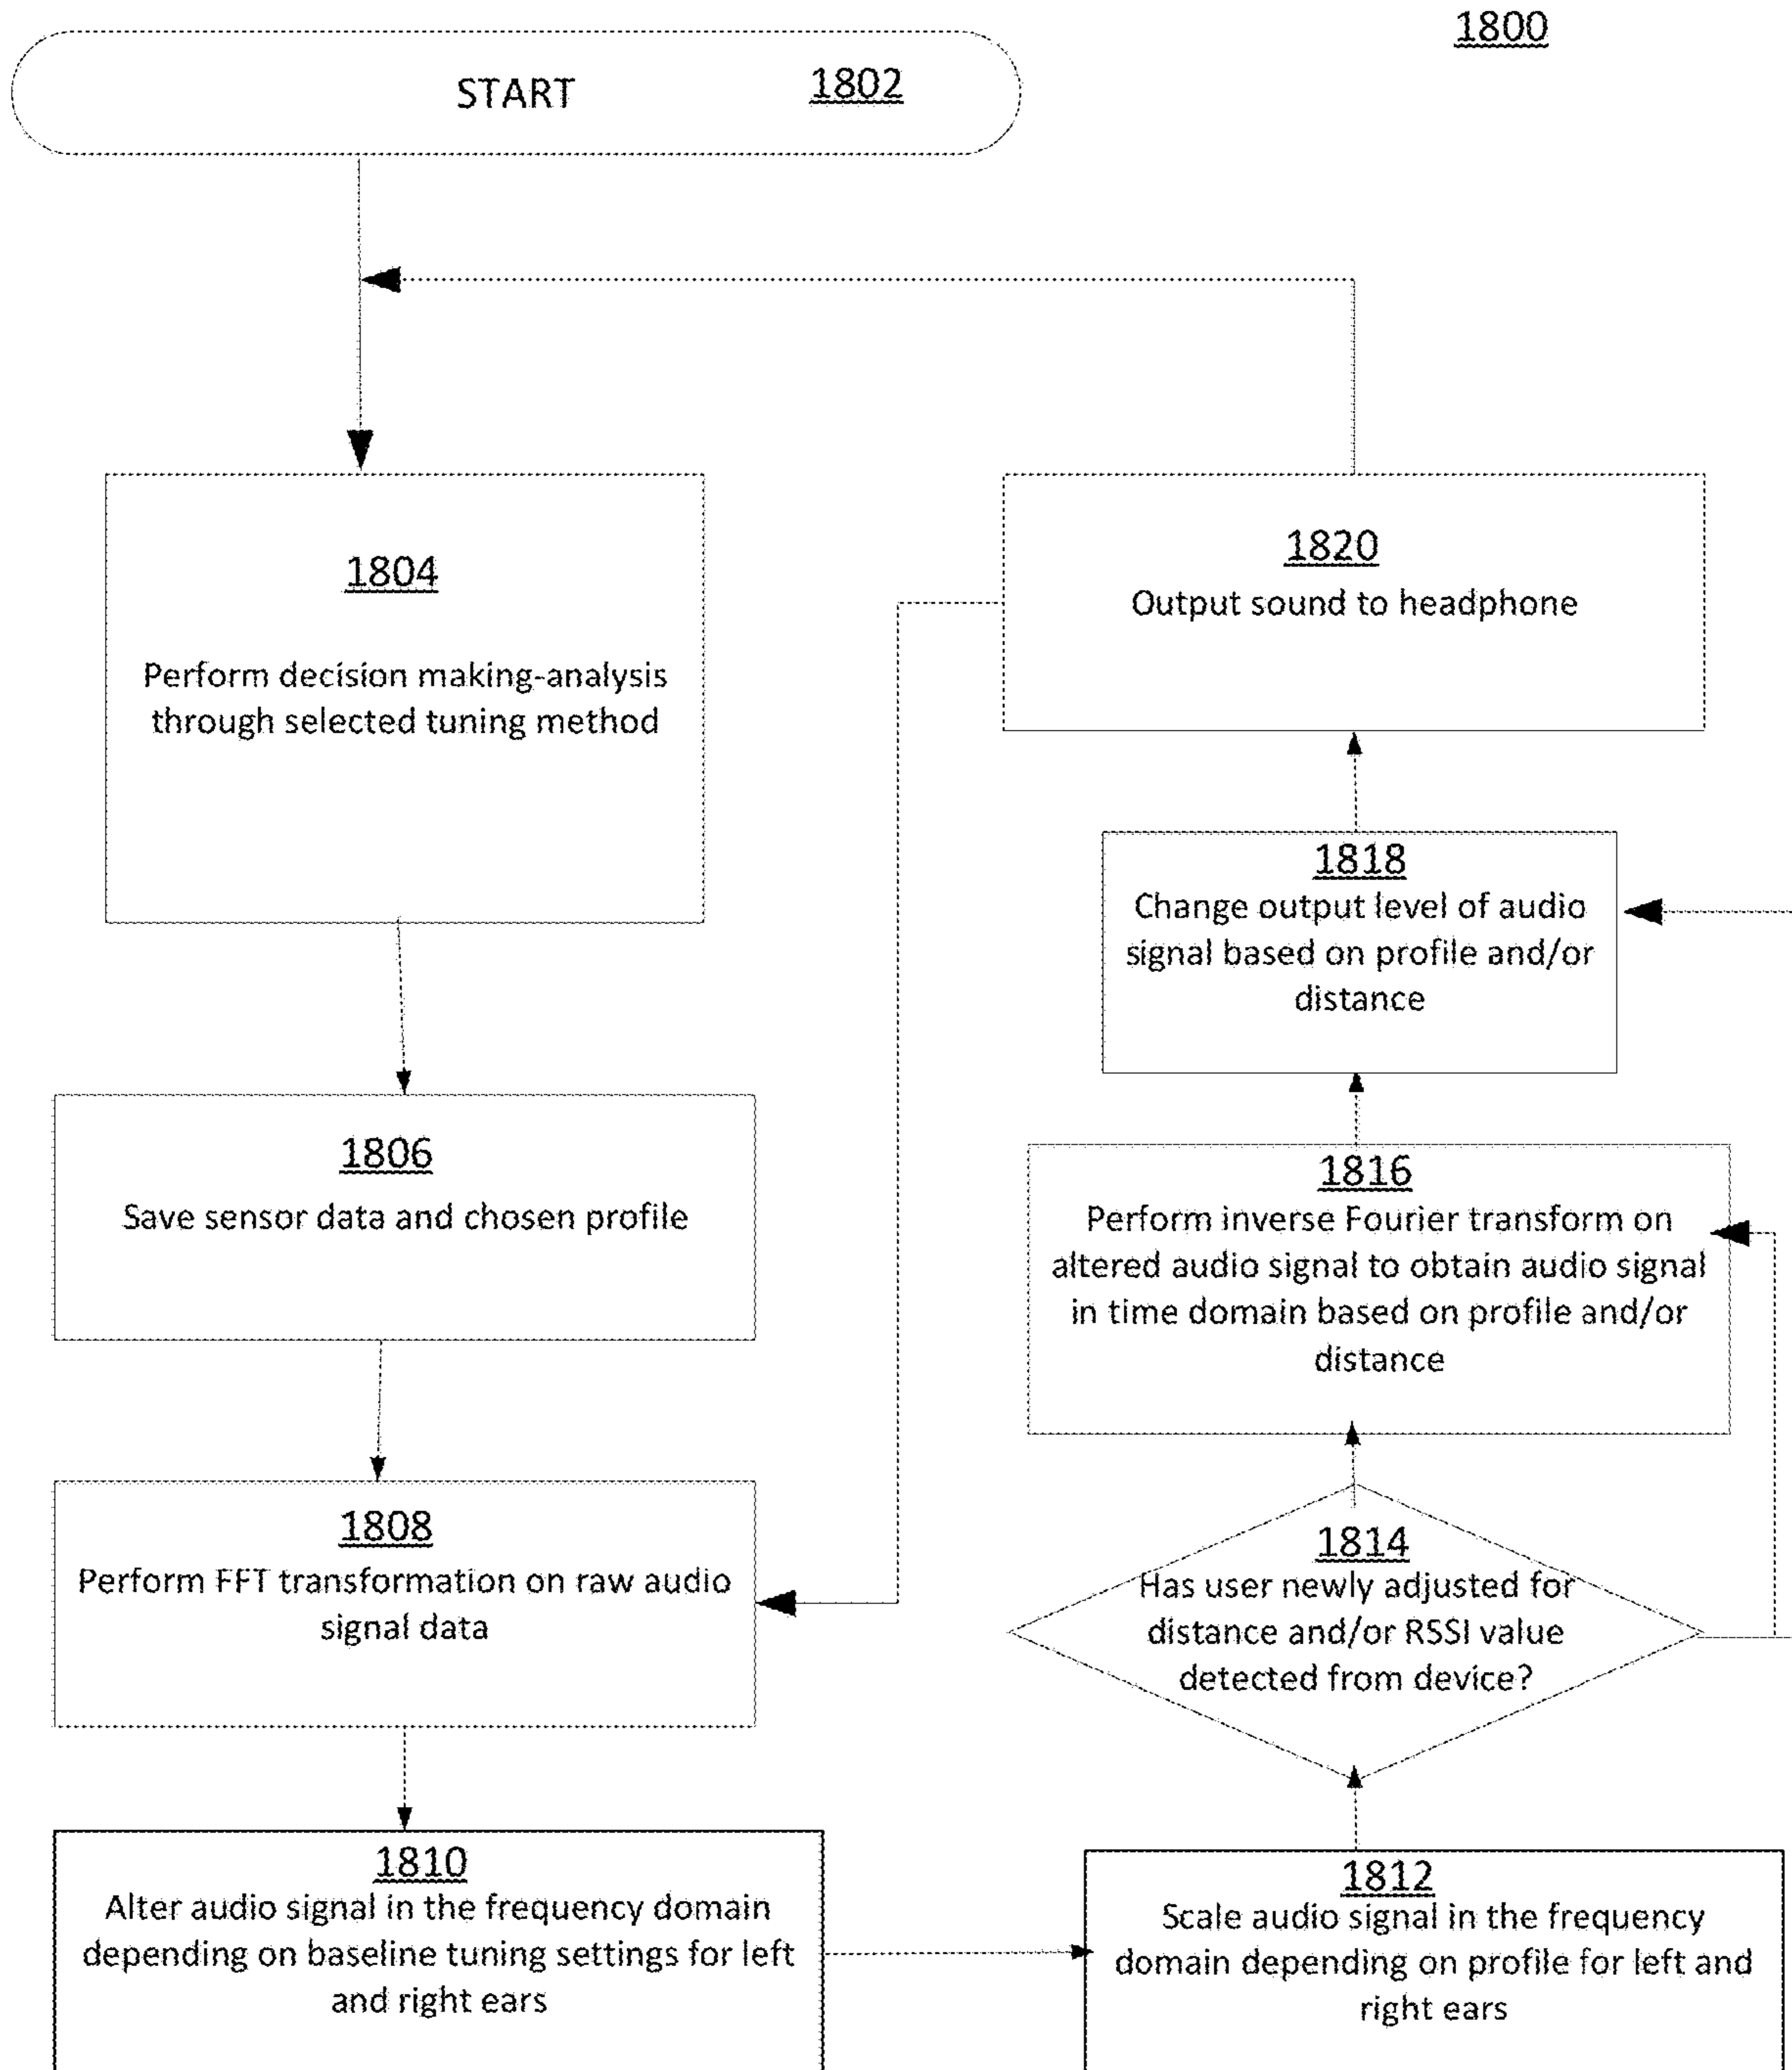 1800
START 1802
1804
Perform decision making-analysis
through selected tuning method
1806
Save sensor data and chosen profile
1808
Perform FFT transformation on raw audio
signal data
1810
Alter audio signal in the frequency domain
depending on baseline tuning settings for left
and right ears
1812
Scale audio signal in the frequency
domain depending on profile for left and
right ears
1814
Has user newly adjusted for
distance and/or RSSI value
detected from device?
1816
Perform inverse Fourier transform on
altered audio signal to obtain audio signal
in time domain based on profile and/or
distance
1818
Change output level of audio
signal based on profile and/or
distance
1820
Output sound to headphone